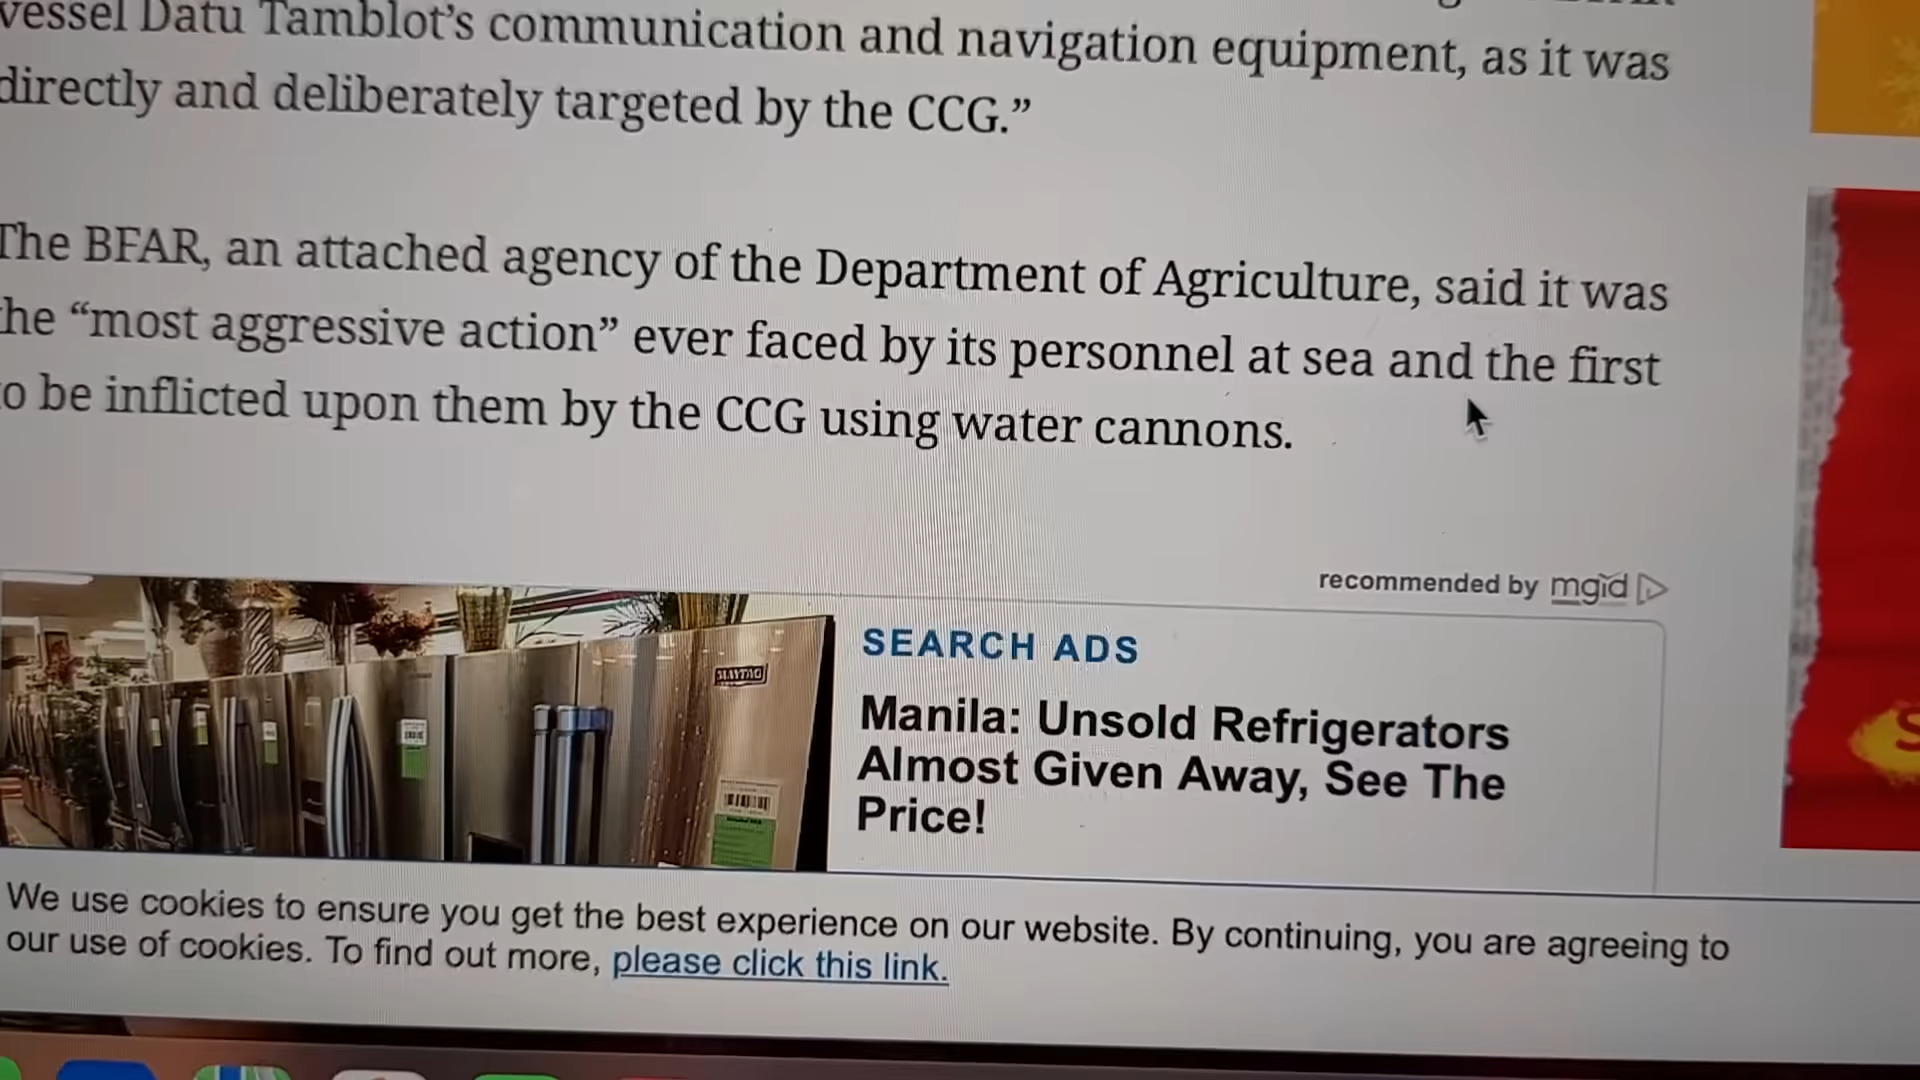 vessel Datu Tamblot’s communication and navigation equipment, as it was
directly and deliberately targeted by the CCG.”
The BFAR, an attached agency of the Department of Agriculture, said it was
the “most aggressive action” ever faced by its personnel at sea and the first
to be inflicted upon them by the CCG using water cannons.
recommended by mgid
MAYTAG
SEARCH ADS
Manila: Unsold Refrigerators
Almost Given Away, See The
Price!
We use cookies to ensure you get the best experience on our website. By continuing, you are agreeing to
our use of cookies. To find out more, please click this link.